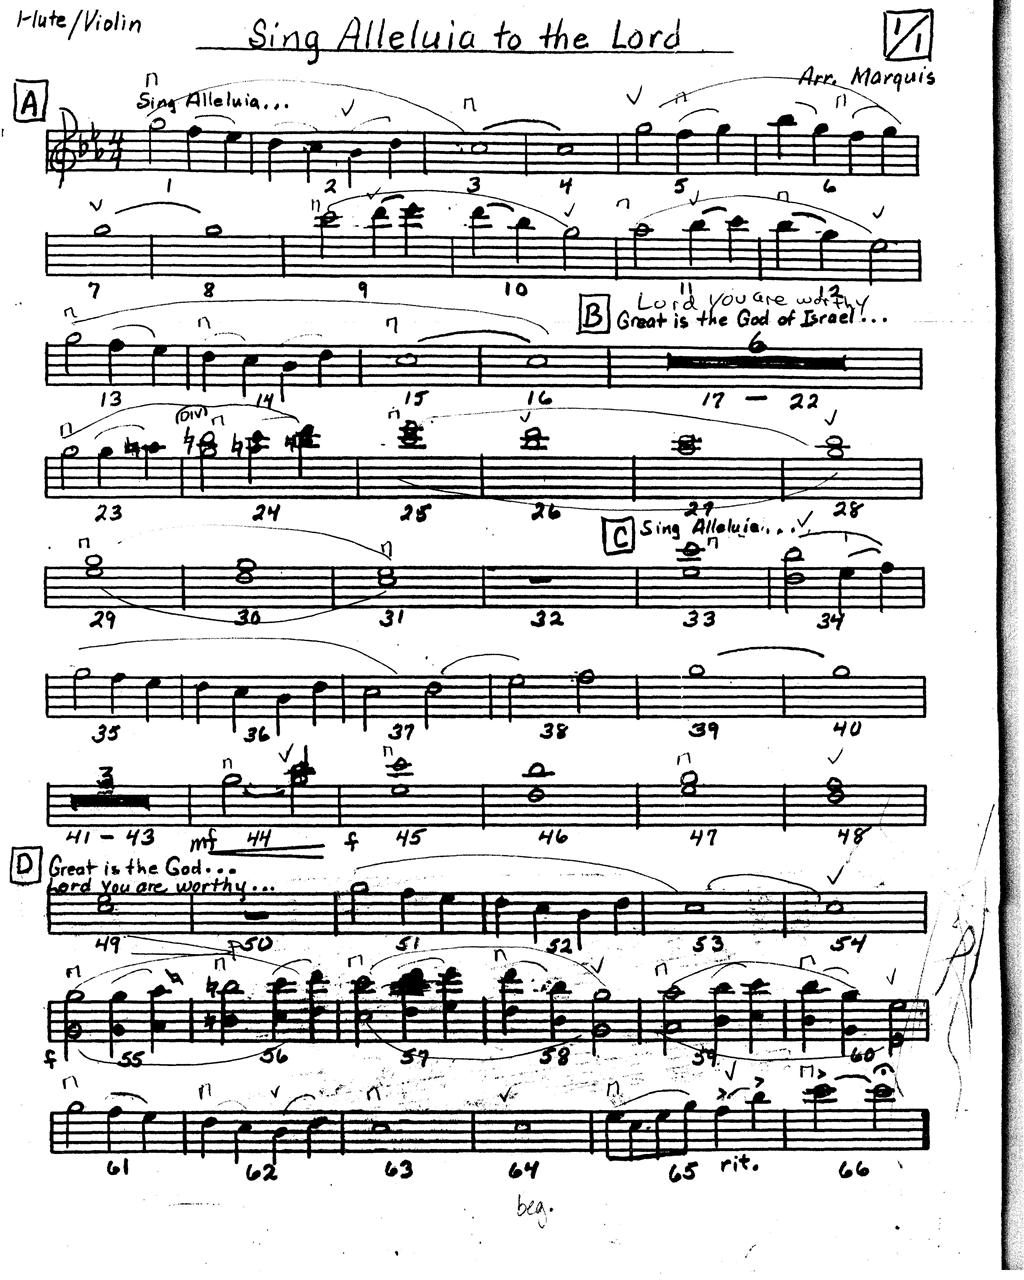 Flute/Violin
Sing Alleluia to the Lord
1/1
Arr. Marquis
A
Sing Alleluia...
4/4
1 2 3 4 5 6
7 8 9 10 11 12
B
Lord you are worthy
Great is the God of Israel...
6
13 14 15 16 17 — 22
(DIV)
23 24 25 26 27 28
C
Sing Alleluia....
29 30 31 32 33 34
35 36 37 38 39 40
3
41 - 43 mf 44 f 45 46 47 48
D
Great is the God...
Lord you are worthy...
49 p 50 51 52 53 54
f 55 56 57 58 59 60
61 62 63 64 65 rit. 66
beg.